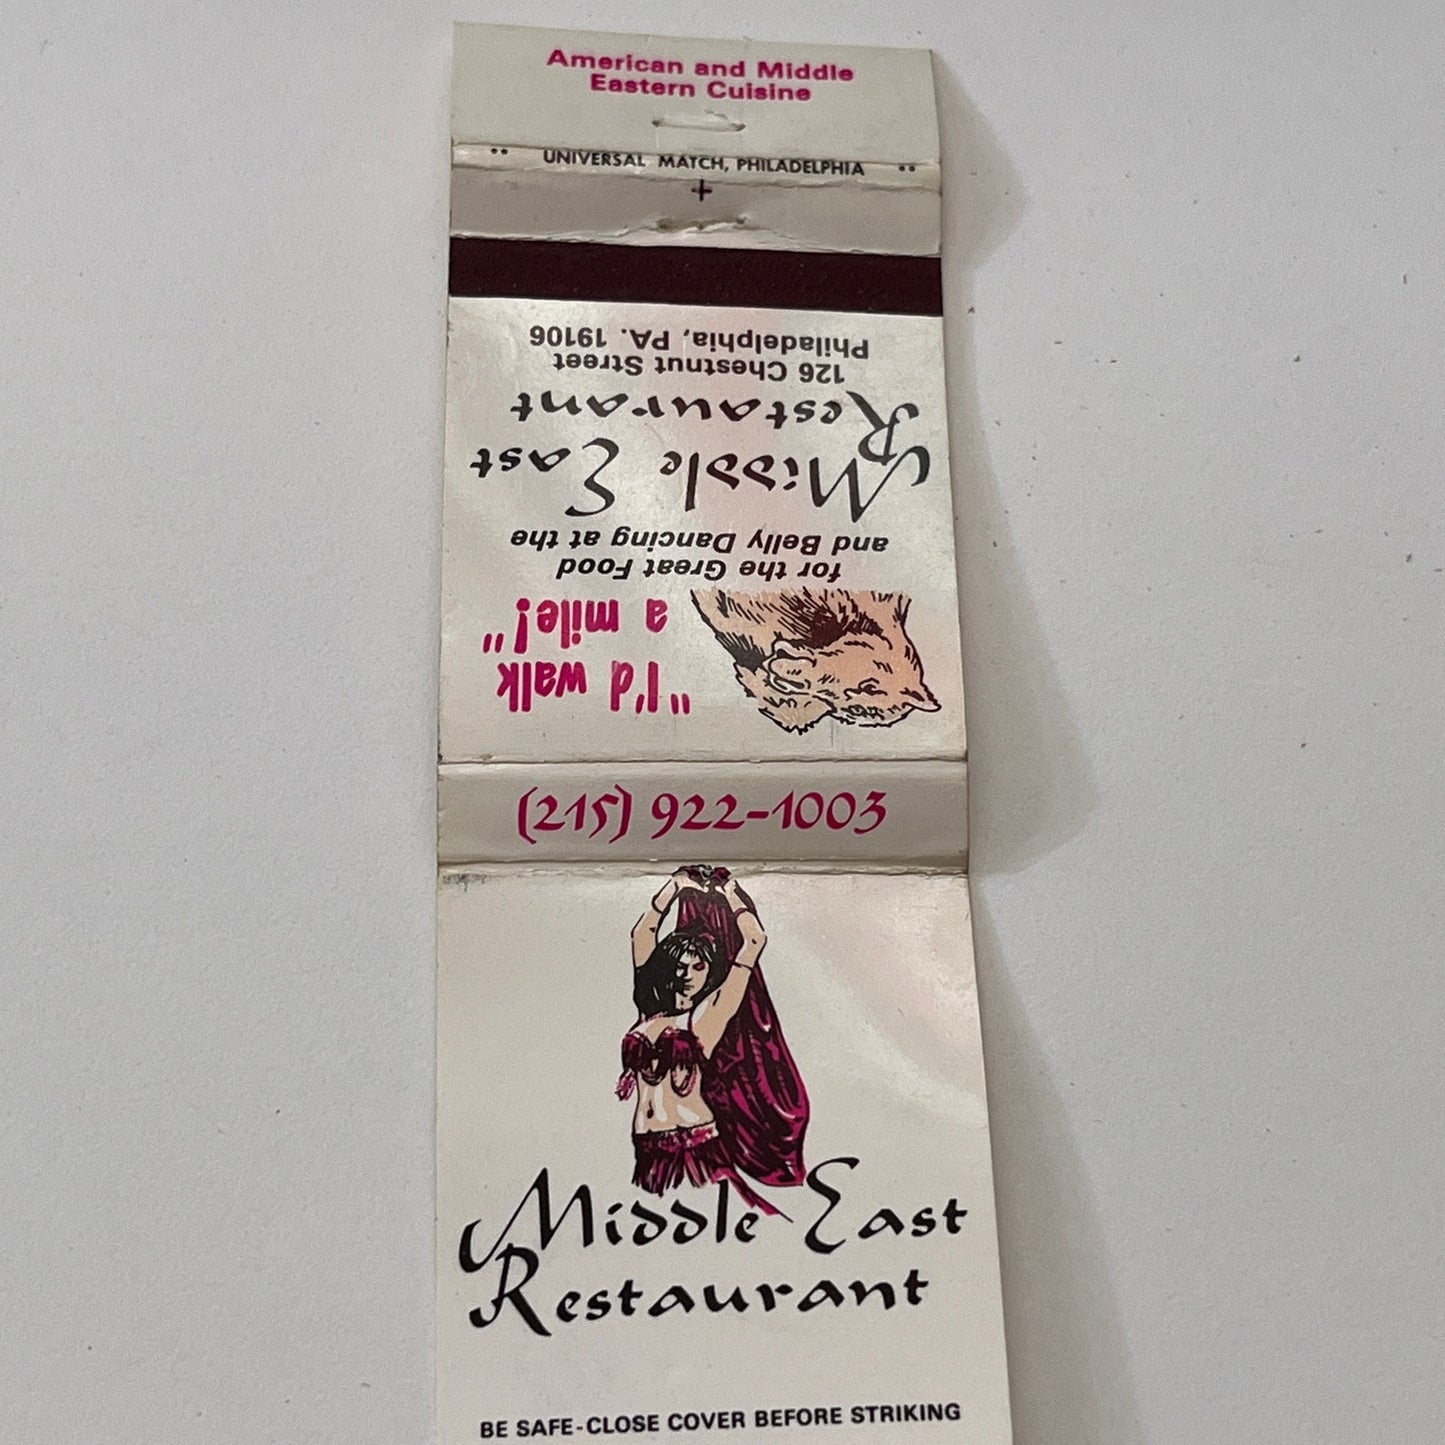 American and Middle
Eastern Cuisine
UNIVERSAL MATCH, PHILADELPHIA
"I'd walk
a mile!"
for the Great Food
and Belly Dancing at the
Middle East
Restaurant
126 Chestnut Street
Philadelphia, PA. 19106
(215) 922-1003
Middle East
Restaurant
BE SAFE-CLOSE COVER BEFORE STRIKING